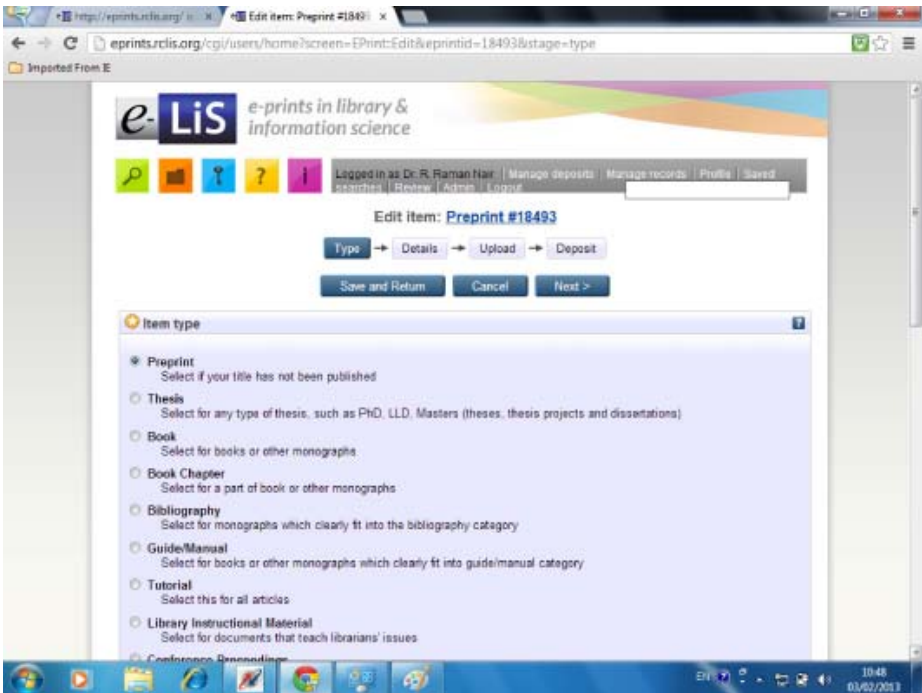 http://eprints.rclis.org/
Edit item: Preprint #1849
eprints.rclis.org/cgi/users/home?screen=EPrint:Edit&eprintid=18493&stage=type
Imported From IE
e-LiS
e-prints in library &
information science
Logged in as Dr. R. Raman Nair | Manage deposits | Manage records | Profile | Saved
searches | Review | Admin | Logout
Edit item: Preprint #18493
Type → Details → Upload → Deposit
Save and Return Cancel Next >
Item type
Preprint
Select if your title has not been published
Thesis
Select for any type of thesis, such as PhD, LLD, Masters (theses, thesis projects and dissertations)
Book
Select for books or other monographs
Book Chapter
Select for a part of book or other monographs
Bibliography
Select for monographs which clearly fit into the bibliography category
Guide/Manual
Select for books or other monographs which clearly fit into guide/manual category
Tutorial
Select this for all articles
Library Instructional Material
Select for documents that teach librarians' issues
Conference Proceedings
EN
10:48
03/02/2013